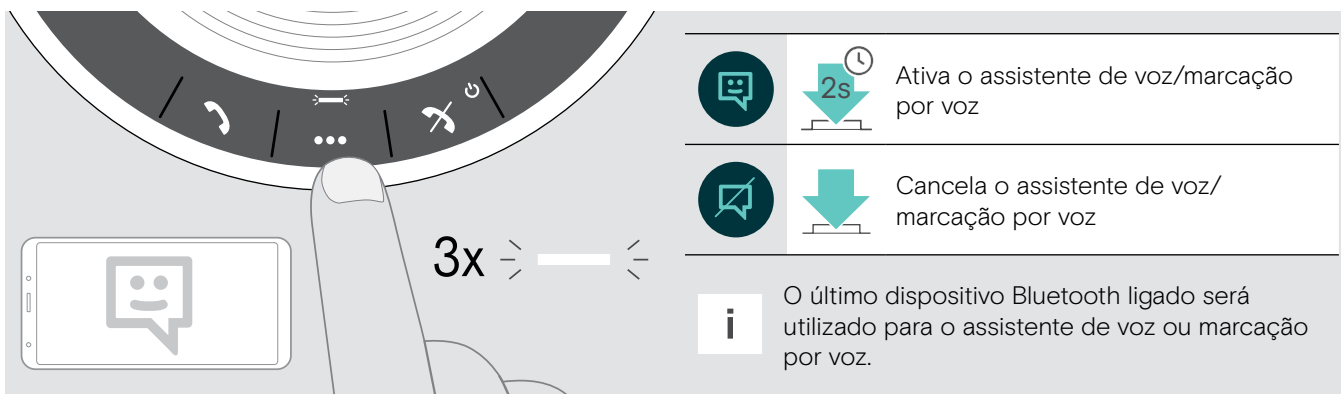 3x
2s
Ativa o assistente de voz/marcação
por voz
Cancela o assistente de voz/
marcação por voz
i
O último dispositivo Bluetooth ligado será
utilizado para o assistente de voz ou marcação
por voz.